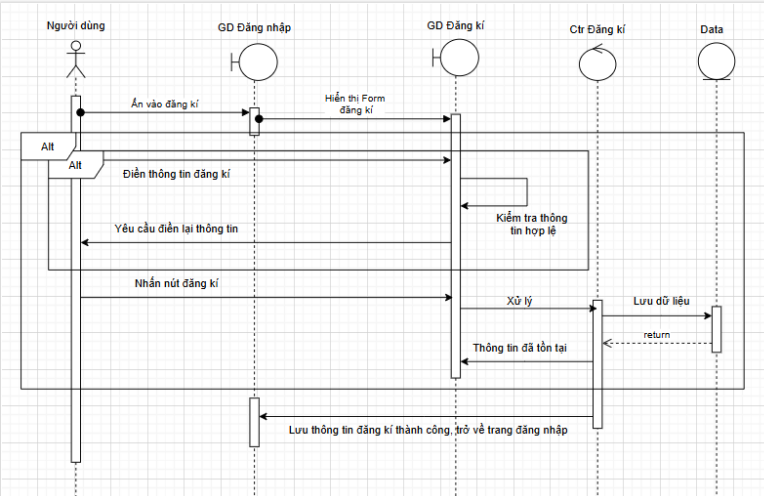 Người dùng
GD Đăng nhập
GD Đăng kí
Ctr Đăng kí
Data
Ấn vào đăng kí
Hiển thị Form
đăng kí
Alt
Alt
Điền thông tin đăng kí
Kiểm tra thông
tin hợp lệ
Yêu cầu điền lại thông tin
Nhấn nút đăng kí
Xử lý
Lưu dữ liệu
return
Thông tin đã tồn tại
Lưu thông tin đăng kí thành công, trở về trang đăng nhập